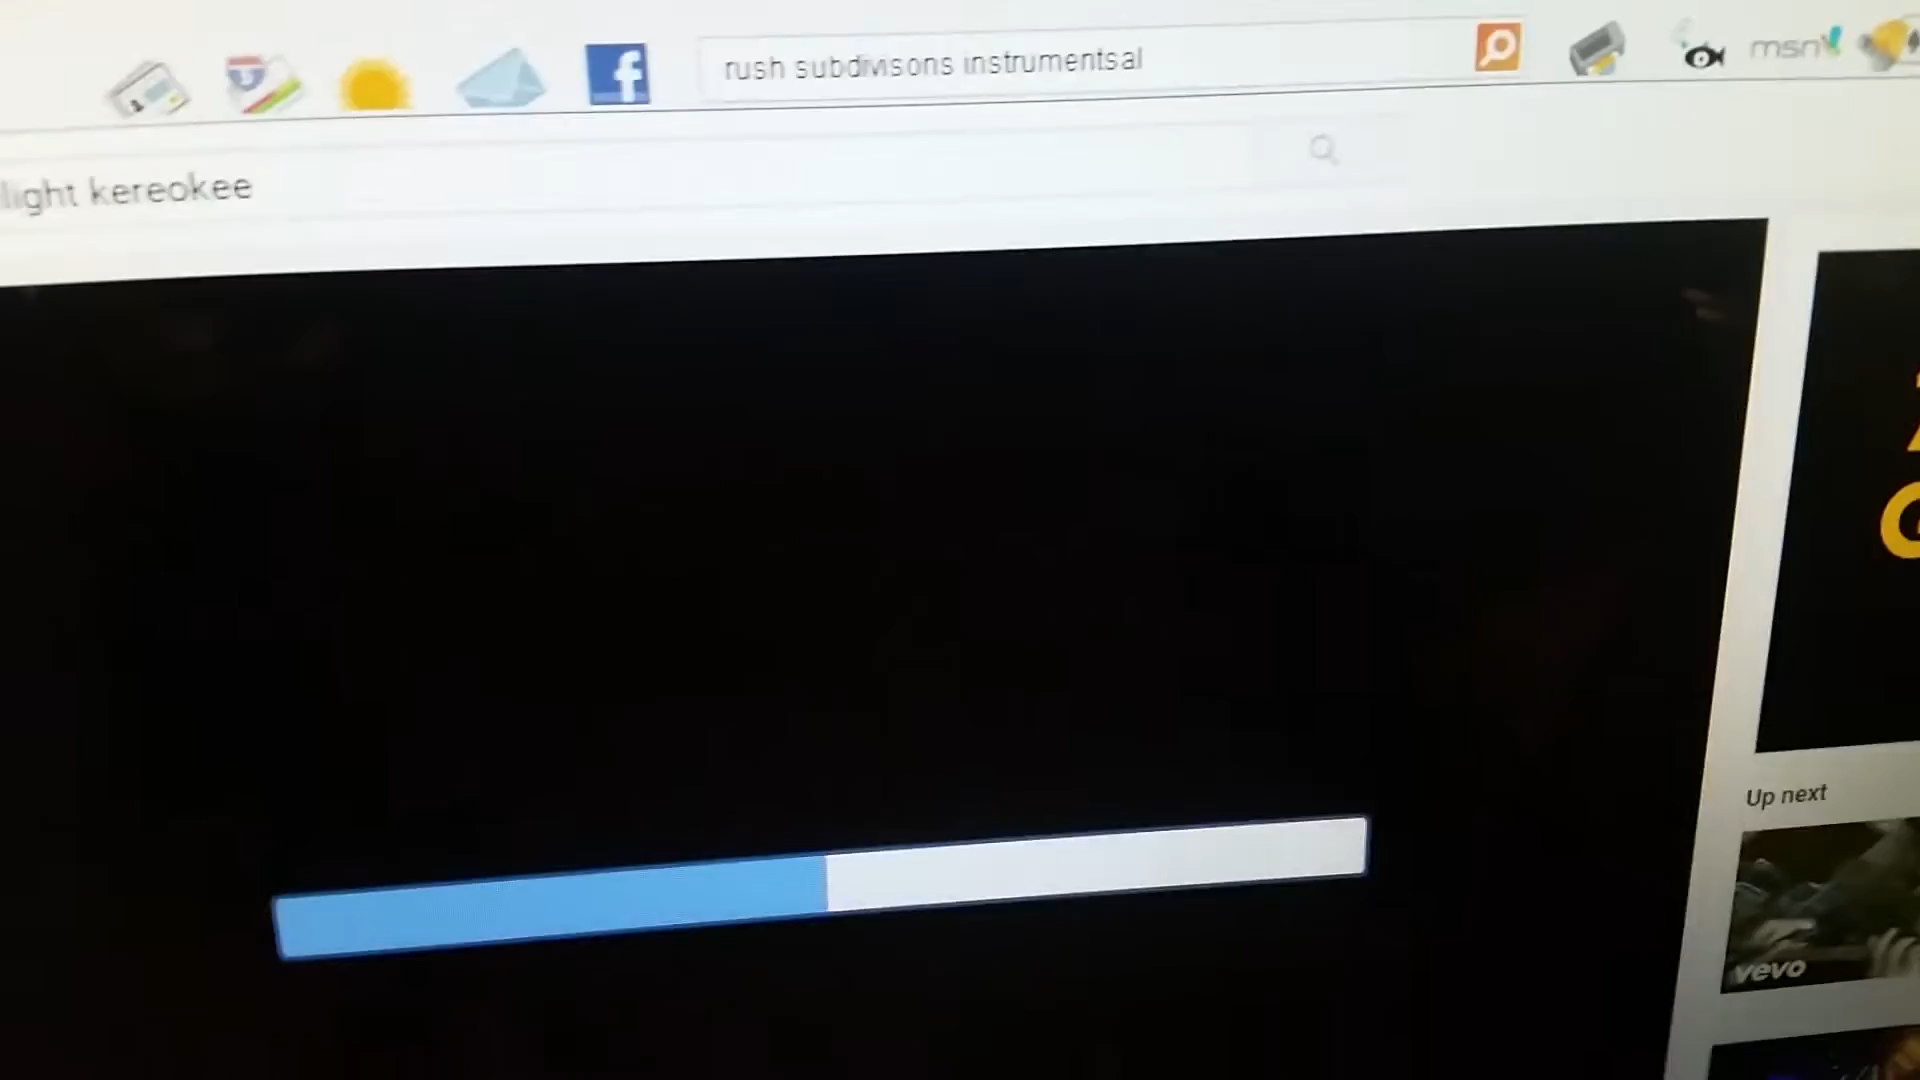 rush subdivisons instrumentsal
msn
light kereokee
Up next
vevo